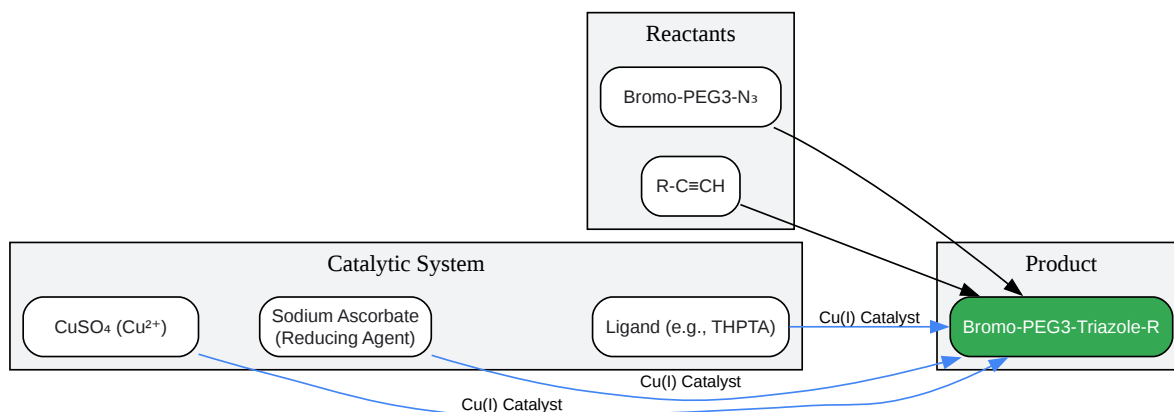 Reactants
Bromo-PEG3-N₃
R-C≡CH
Catalytic System
CuSO₄ (Cu²⁺)
Sodium Ascorbate
(Reducing Agent)
Ligand (e.g., THPTA)
Cu(I) Catalyst
Cu(I) Catalyst
Cu(I) Catalyst
Product
Bromo-PEG3-Triazole-R